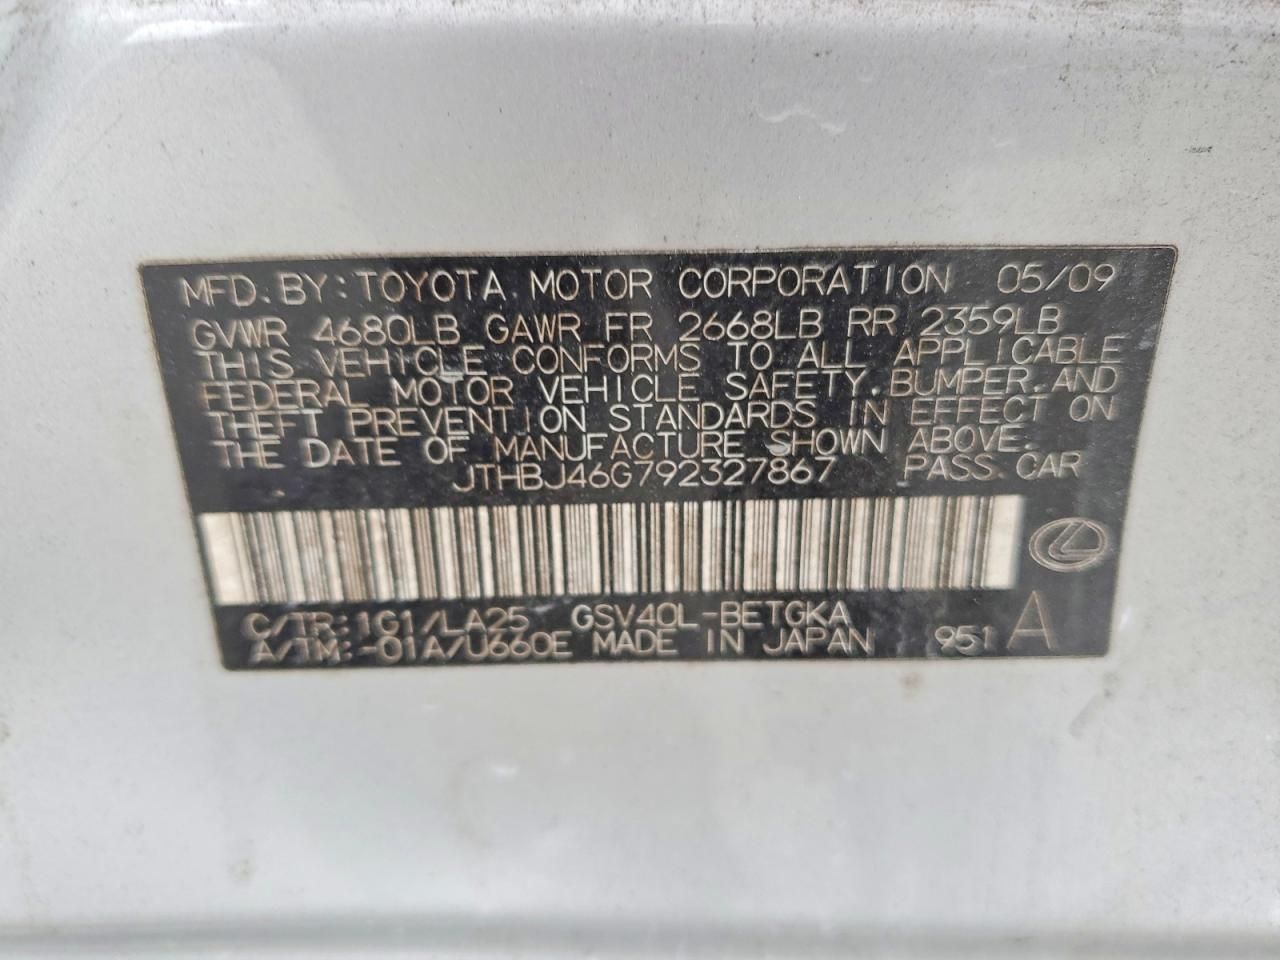 MFD. BY: TOYOTA MOTOR CORPORATION 05/09
GVWR 4680LB GAWR FR 2668LB RR 2359LB
THIS VEHICLE CONFORMS TO ALL APPLICABLE
FEDERAL MOTOR VEHICLE SAFETY, BUMPER, AND
THEFT PREVENTION STANDARDS IN EFFECT ON
THE DATE OF MANUFACTURE SHOWN ABOVE.
JTHBJ46G792327867 PASS. CAR
C/TR: 1G1/LA25 GSV40L-BETGKA
A/TM: -01A/U660E MADE IN JAPAN 951 A